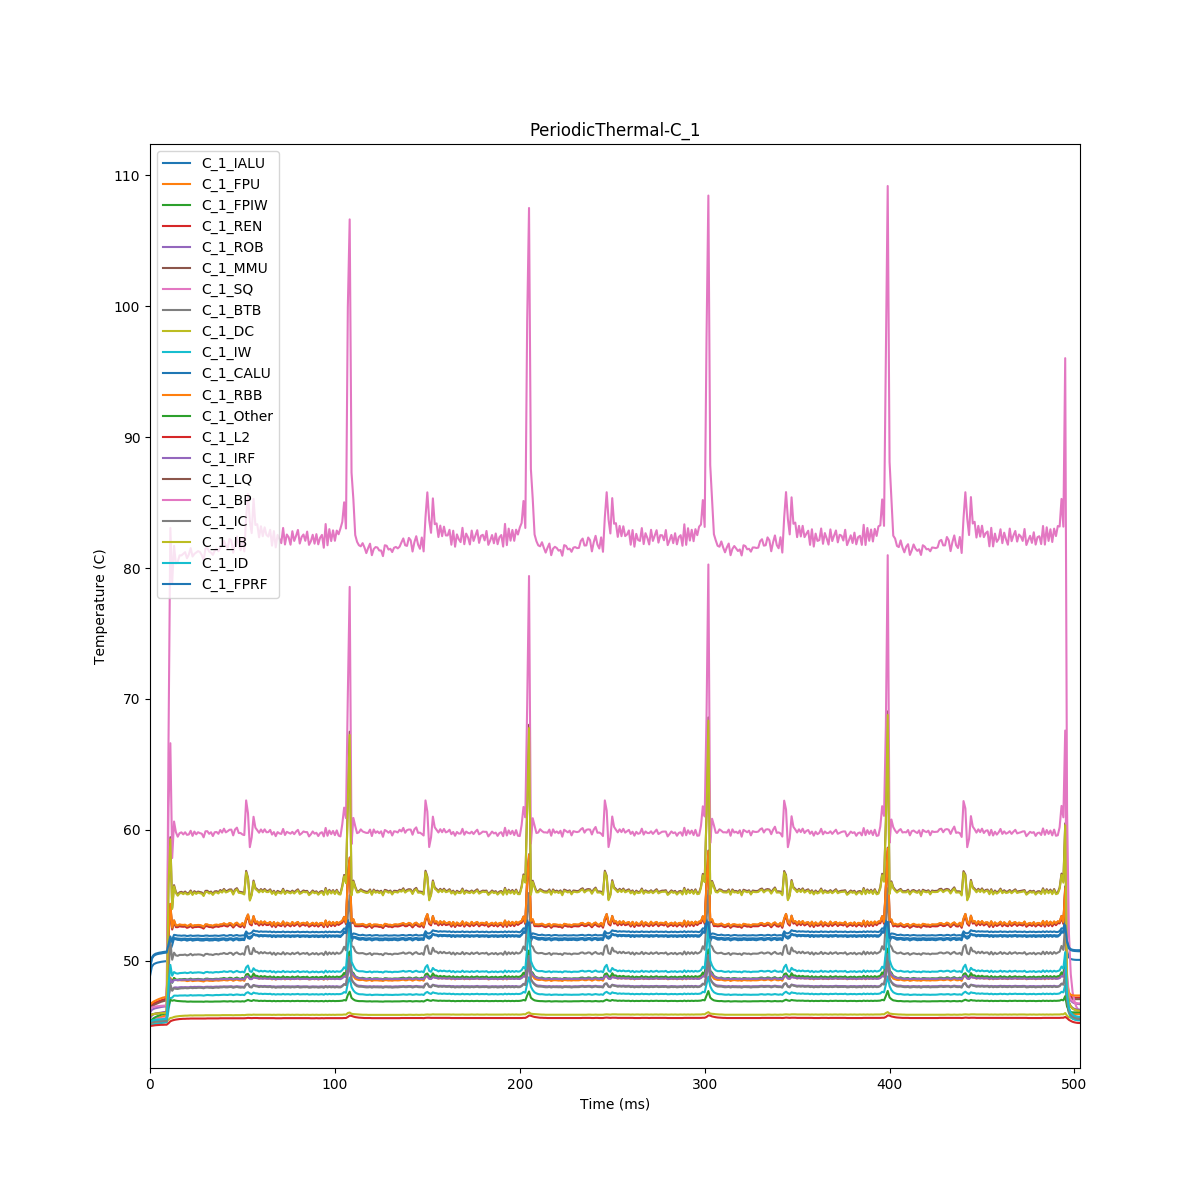 PeriodicThermal-C_1
110
100
90
80
70
60
50
Temperature (C)
C_1_IALU
C_1_FPU
C_1_FPIW
C_1_REN
C_1_ROB
C_1_MMU
C_1_SQ
C_1_BTB
C_1_DC
C_1_IW
C_1_CALU
C_1_RBB
C_1_Other
C_1_L2
C_1_IRF
C_1_LQ
C_1_BP
C_1_IC
C_1_IB
C_1_ID
C_1_FPRF
0 100 200 300 400 500
Time (ms)